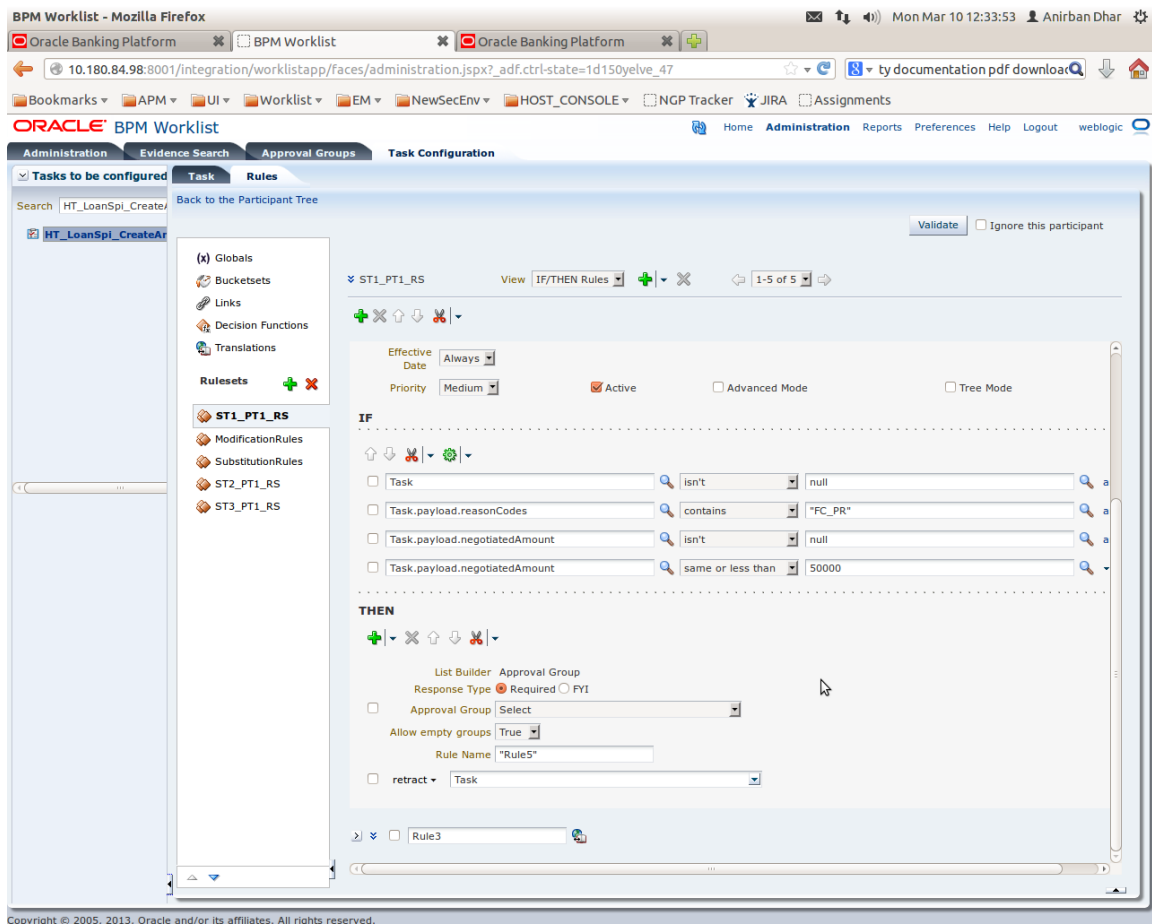 BPM Worklist - Mozilla Firefox
Mon Mar 10 12:33:53 Anirban Dhar
Oracle Banking Platform BPM Worklist Oracle Banking Platform
10.180.84.98:8001/integration/worklistapp/faces/administration.jspx?_adf.ctrl-state=1d150yelve_47 ty documentation pdf downloac
Bookmarks APM UI Worklist EM NewSecEnv HOST_CONSOLE NGP Tracker JIRA Assignments
ORACLE BPM Worklist Home Administration Reports Preferences Help Logout weblogic
Administration Evidence Search Approval Groups Task Configuration
Tasks to be configured Task Rules
Search HT_LoanSpi_CreateA Back to the Participant Tree
HT_LoanSpi_CreateAr
Validate Ignore this participant
(x) Globals
Bucketsets
Links
Decision Functions
Translations
Rulesets
ST1_PT1_RS
ModificationRules
SubstitutionRules
ST2_PT1_RS
ST3_PT1_RS
ST1_PT1_RS View IF/THEN Rules 1-5 of 5
Effective Date Always
Priority Medium Active Advanced Mode Tree Mode
IF
Task isn't null a
Task.payload.reasonCodes contains "FC_PR" a
Task.payload.negotiatedAmount isn't null a
Task.payload.negotiatedAmount same or less than 50000
THEN
List Builder Approval Group
Response Type Required FYI
Approval Group Select
Allow empty groups True
Rule Name "Rule5"
retract Task
Rule3
Copyright © 2005, 2013, Oracle and/or its affiliates. All rights reserved.